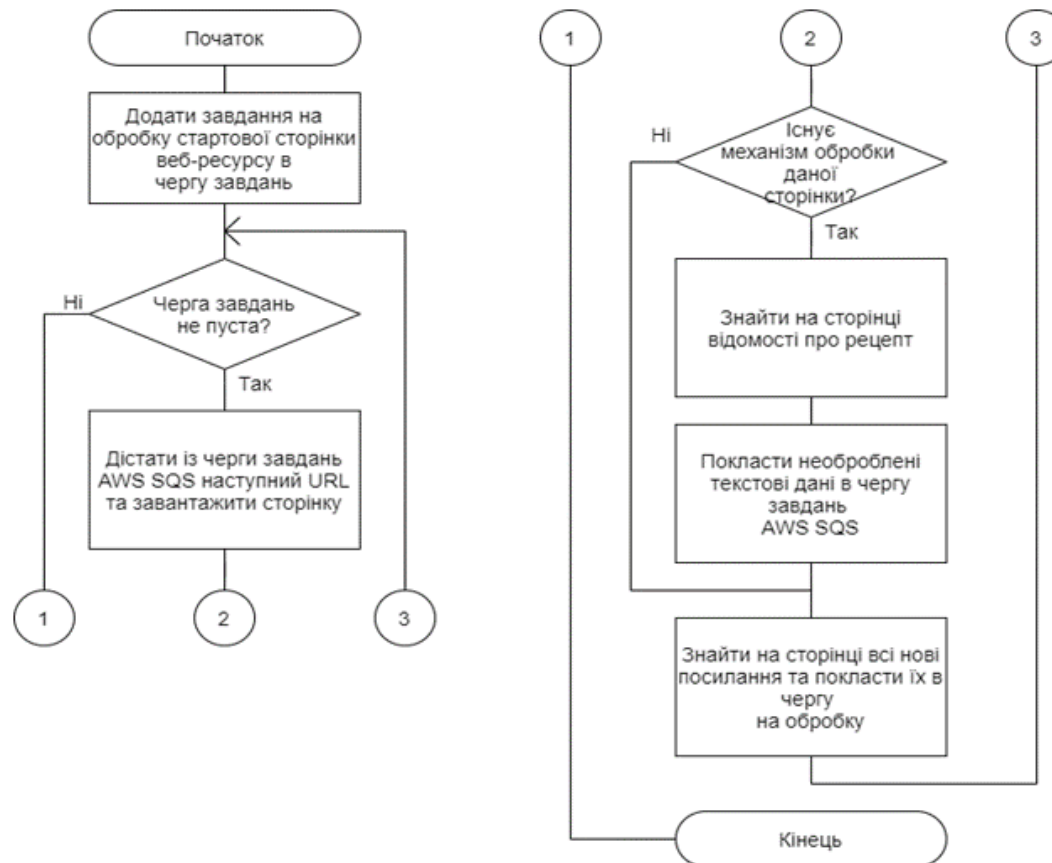 Початок
Додати завдання на
обробку стартової сторінки
веб-ресурсу в
чергу завдань
Ні
Черга завдань
не пуста?
Так
Дістати із черги завдань
AWS SQS наступний URL
та завантажити сторінку
1
2
3
1
2
3
Ні
Існує
механізм обробки
даної
сторінки?
Так
Знайти на сторінці
відомості про рецепт
Покласти необроблені
текстові дані в чергу
завдань
AWS SQS
Знайти на сторінці всі нові
посилання та покласти їх в
чергу
на обробку
Кінець